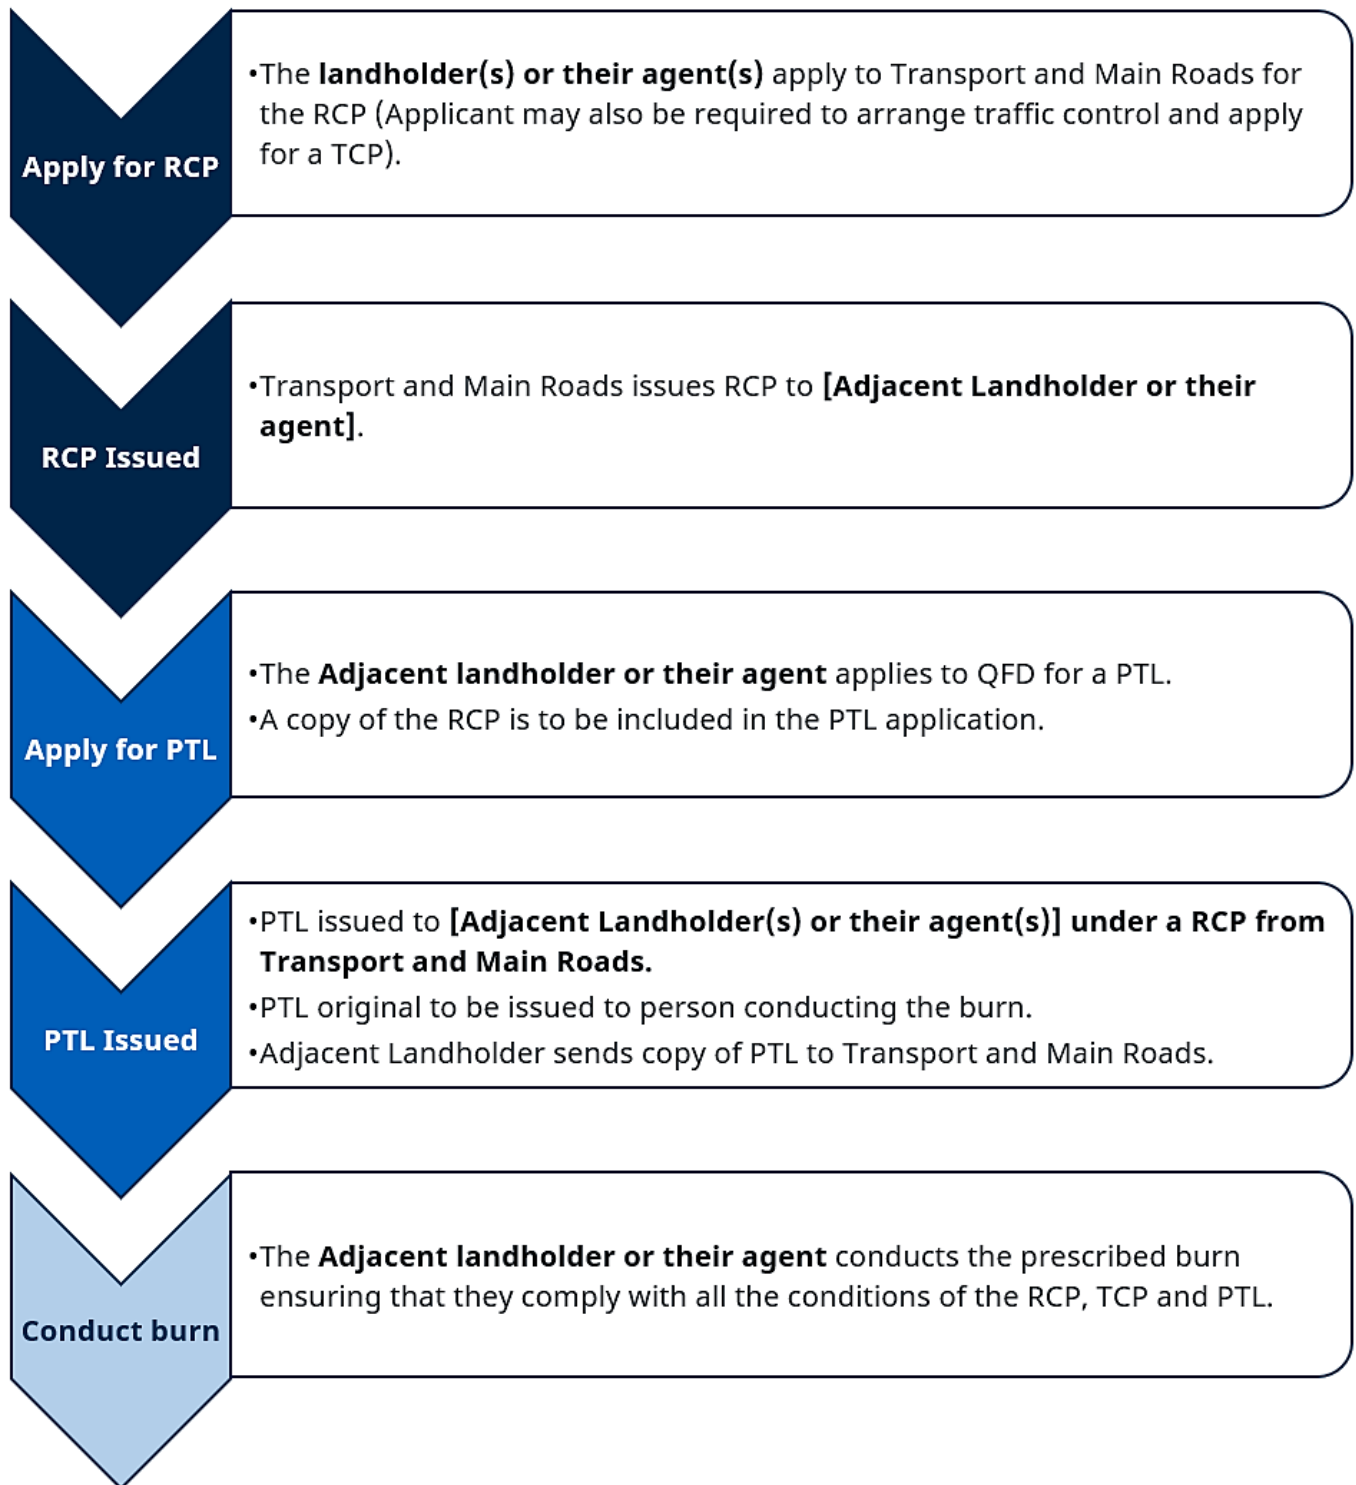 Apply for RCP
•The landholder(s) or their agent(s) apply to Transport and Main Roads for
the RCP (Applicant may also be required to arrange traffic control and apply
for a TCP).
RCP Issued
•Transport and Main Roads issues RCP to [Adjacent Landholder or their
agent].
Apply for PTL
•The Adjacent landholder or their agent applies to QFD for a PTL.
•A copy of the RCP is to be included in the PTL application.
PTL Issued
•PTL issued to [Adjacent Landholder(s) or their agent(s)] under a RCP from
Transport and Main Roads.
•PTL original to be issued to person conducting the burn.
•Adjacent Landholder sends copy of PTL to Transport and Main Roads.
Conduct burn
•The Adjacent landholder or their agent conducts the prescribed burn
ensuring that they comply with all the conditions of the RCP, TCP and PTL.